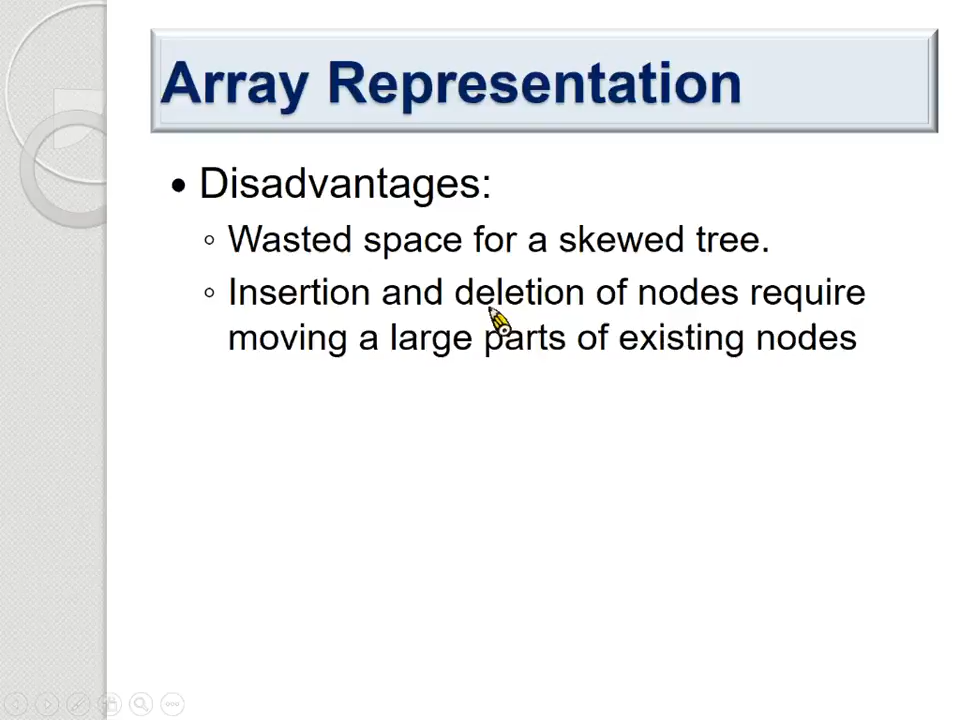 Array Representation
• Disadvantages:
◦ Wasted space for a skewed tree.
◦ Insertion and deletion of nodes require
moving a large parts of existing nodes